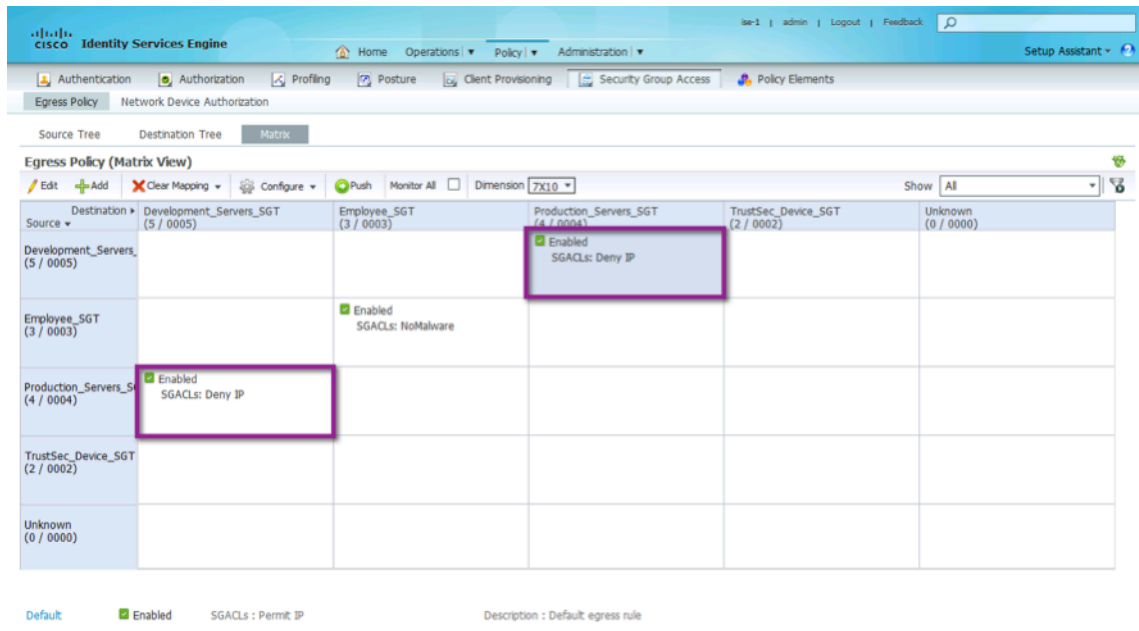 ise-1 | admin | Logout | Feedback
CISCO Identity Services Engine
Home Operations Policy Administration
Setup Assistant
Authentication Authorization Profiling Posture Client Provisioning Security Group Access Policy Elements
Egress Policy Network Device Authorization
Source Tree Destination Tree Matrix
Egress Policy (Matrix View)
Edit Add Clear Mapping Configure Push Monitor All Dimension 7X10 Show All
Destination Development_Servers_SGT Employee_SGT Production_Servers_SGT TrustSec_Device_SGT Unknown
Source (5 / 0005) (3 / 0003) (4 / 0004) (2 / 0002) (0 / 0000)
Development_Servers_
(5 / 0005)
Enabled
SGACLs: Deny IP
Employee_SGT
(3 / 0003)
Enabled
SGACLs: NoMalware
Production_Servers_S
(4 / 0004)
Enabled
SGACLs: Deny IP
TrustSec_Device_SGT
(2 / 0002)
Unknown
(0 / 0000)
Default Enabled SGACLs : Permit IP Description : Default egress rule